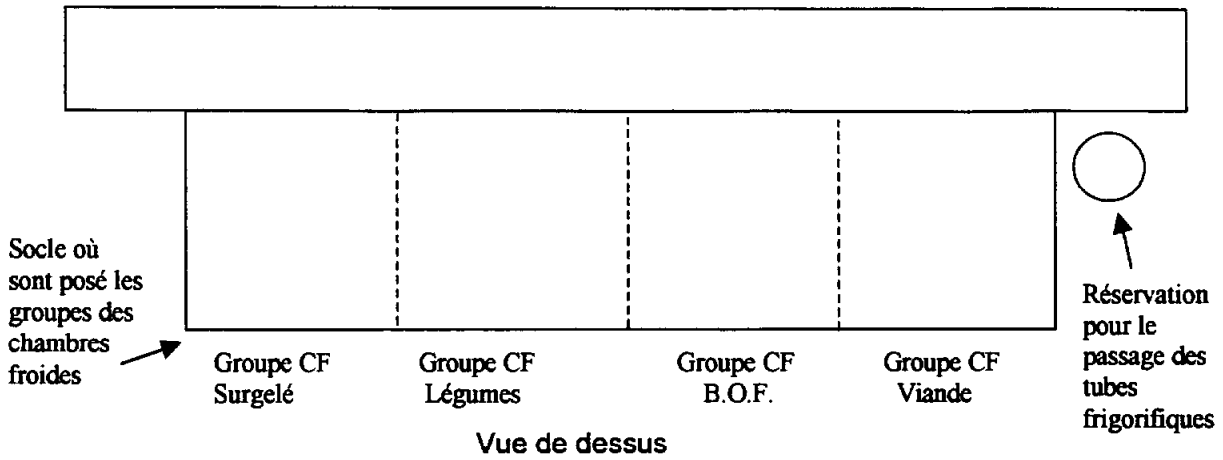 Socle où
sont posé les
groupes des
chambres
froides
Groupe CF
Surgelé
Groupe CF
Légumes
Groupe CF
B.O.F.
Groupe CF
Viande
Réservation
pour le
passage des
tubes
frigorifiques
Vue de dessus